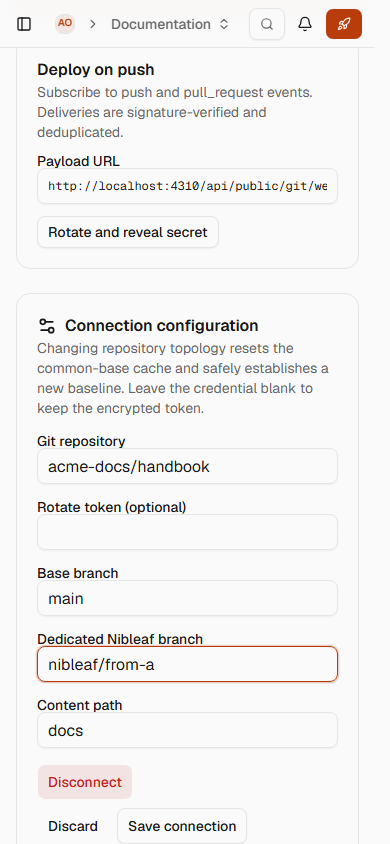 AO
Documentation
Deploy on push
Subscribe to push and pull_request events.
Deliveries are signature-verified and
deduplicated.
Payload URL
http://localhost:4310/api/public/git/we
Rotate and reveal secret
Connection configuration
Changing repository topology resets the
common-base cache and safely establishes a
new baseline. Leave the credential blank to
keep the encrypted token.
Git repository
acme-docs/handbook
Rotate token (optional)
Base branch
main
Dedicated Nibleaf branch
nibleaf/from-a
Content path
docs
Disconnect
Discard
Save connection